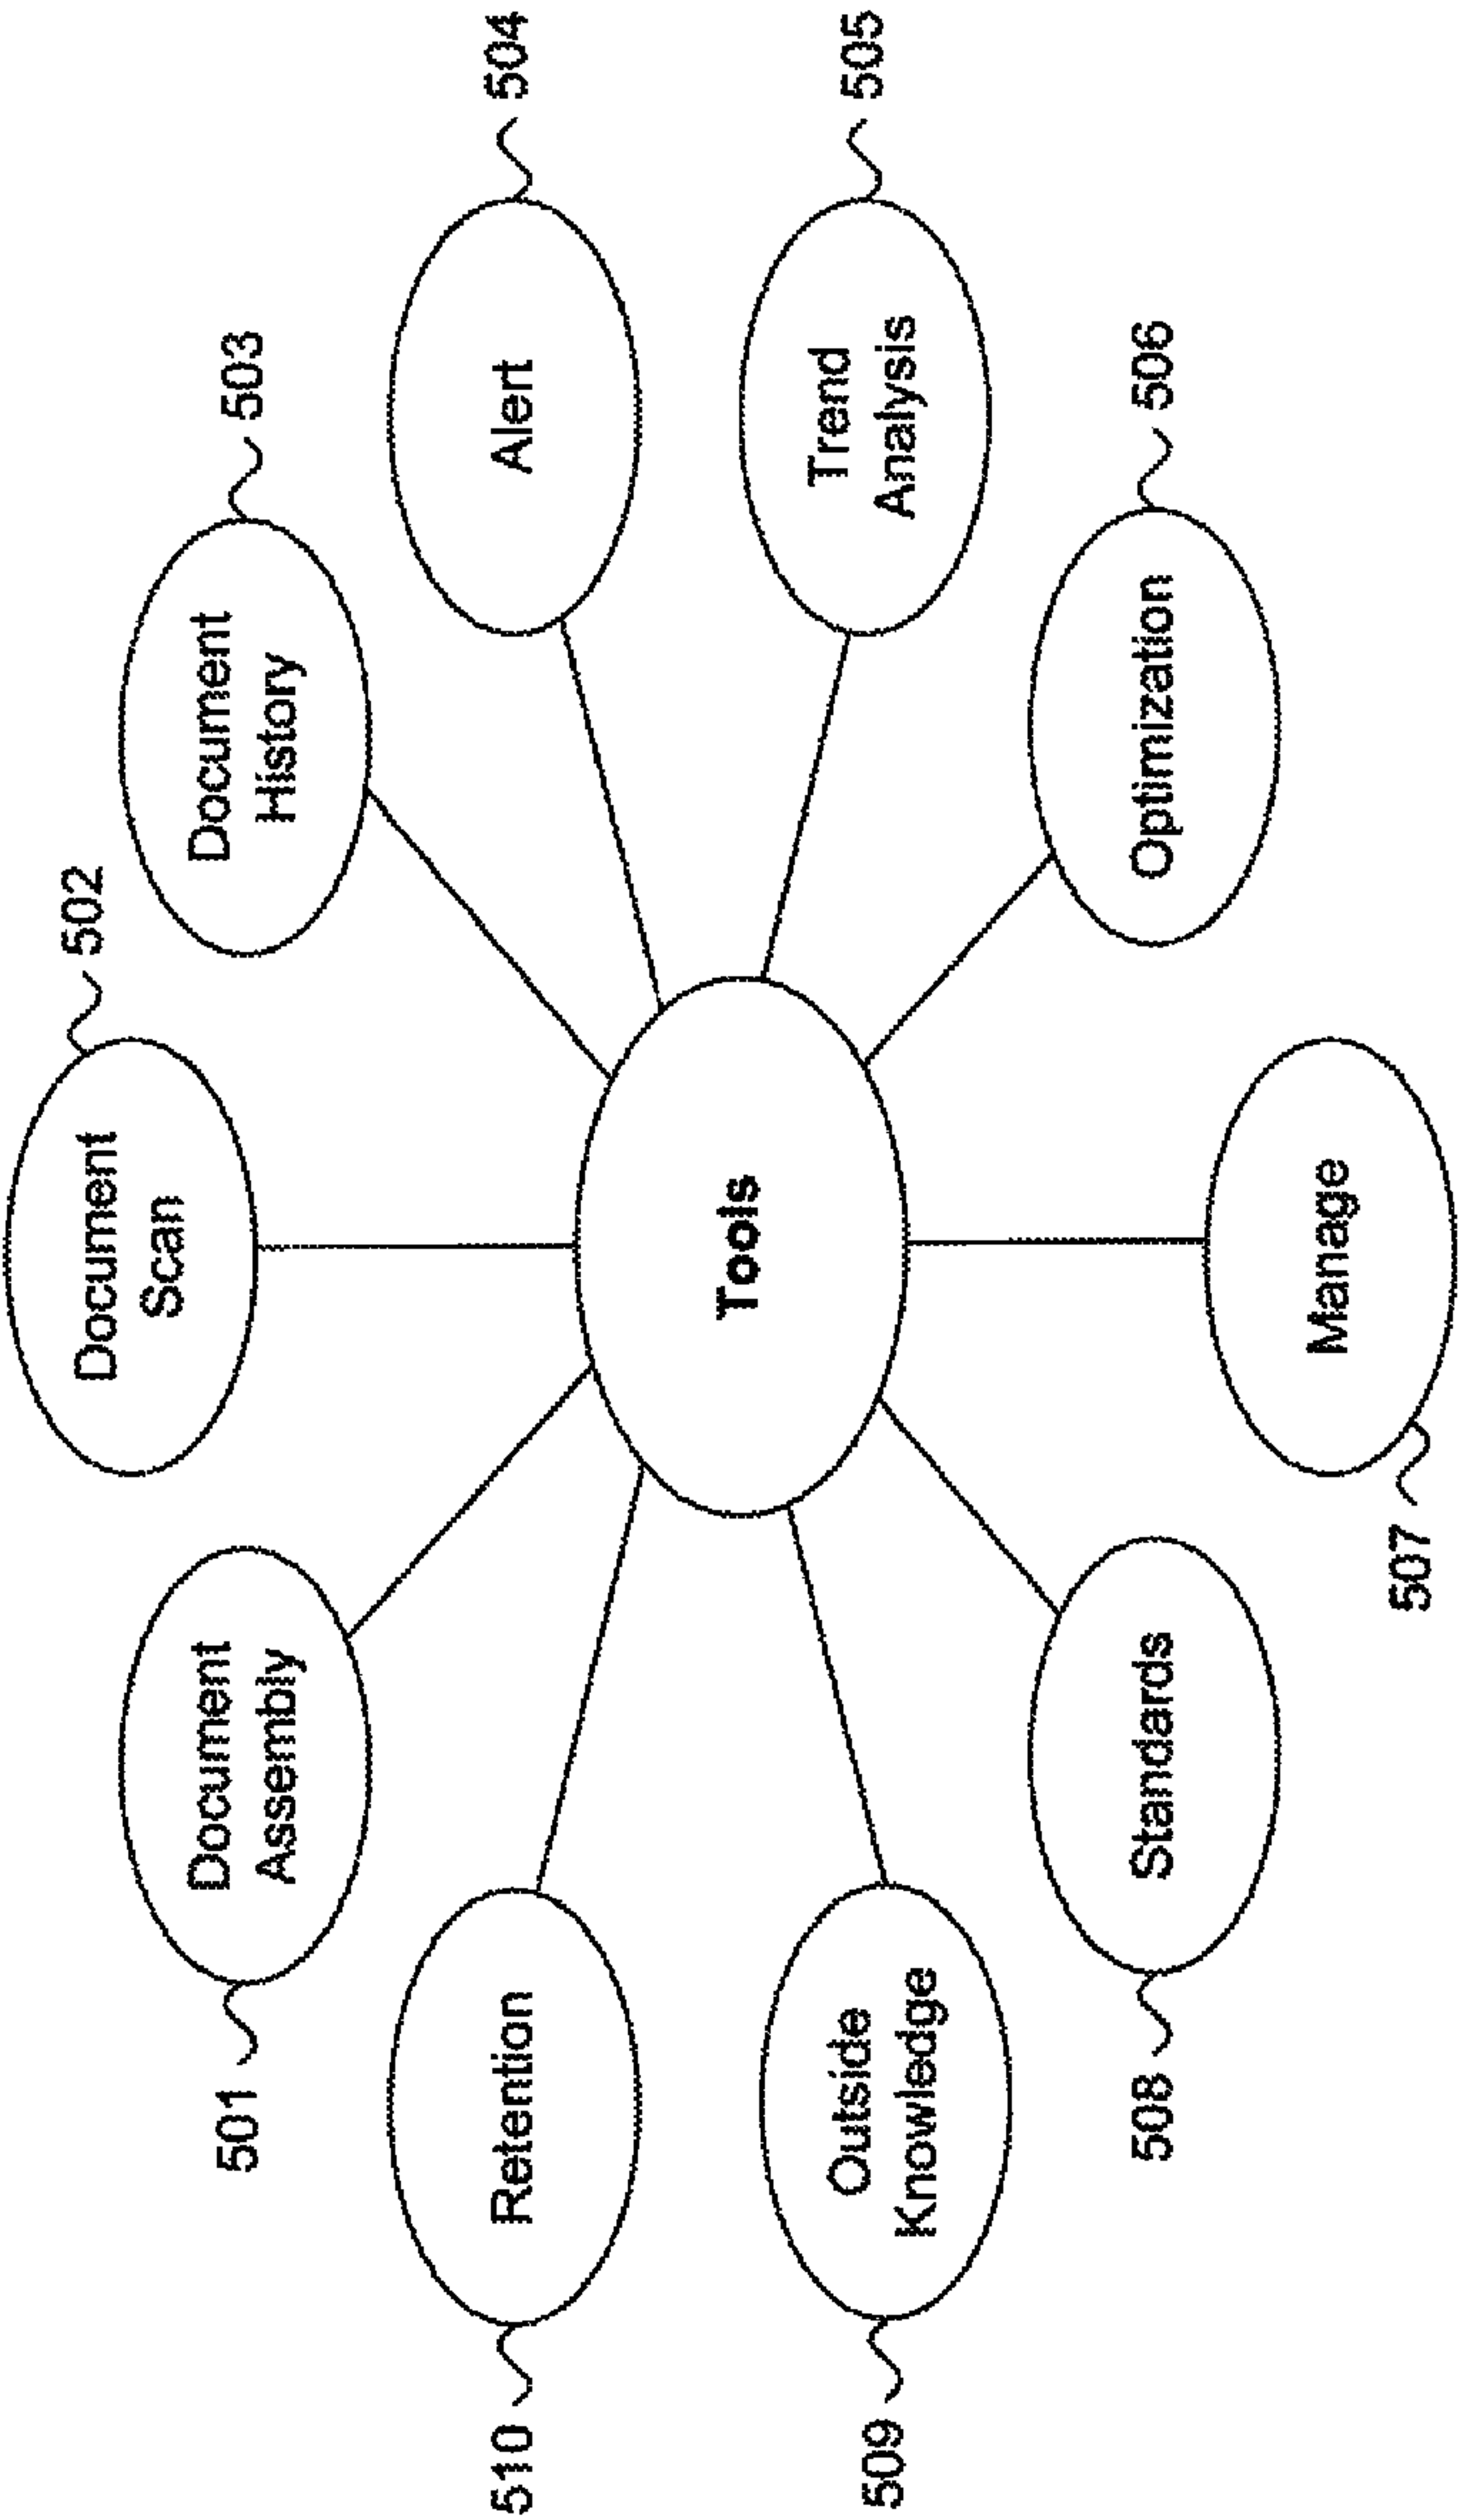 502
Document
Scan
501
Document
Assembly
Document
History
503
510
Retention
Alert
504
Tools
509
Outside
Knowledge
Trend
Analysis
505
508
Standards
Optimization
506
507
Manage